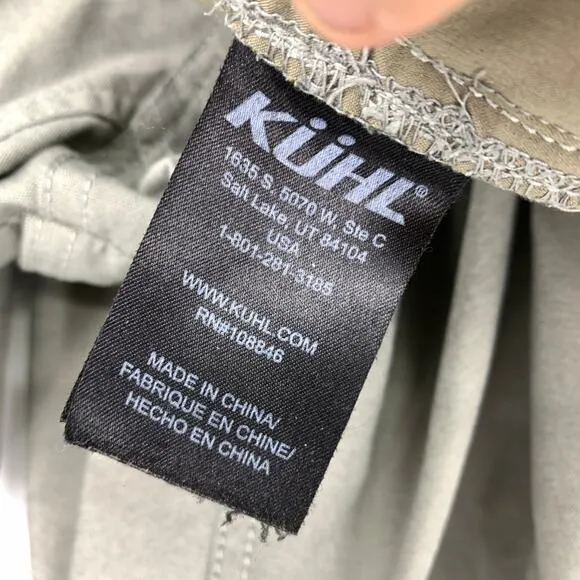 KÜHL®
1635 S. 5070 W, Ste C
Salt Lake, UT 84104
USA
1-801-281-3185
WWW.KUHL.COM
RN#108846
MADE IN CHINA/
FABRIQUE EN CHINE/
HECHO EN CHINA